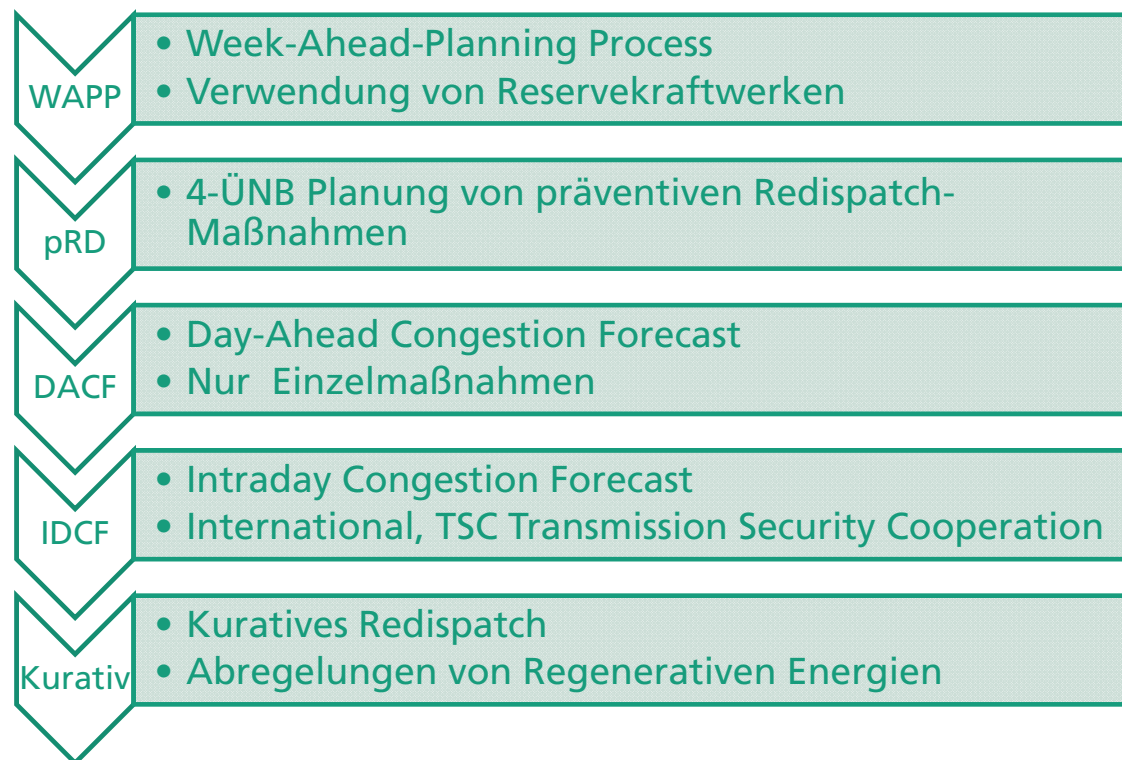 WAPP
• Week-Ahead-Planning Process
• Verwendung von Reservekraftwerken
pRD
• 4-ÜNB Planung von präventiven Redispatch-
Maßnahmen
DACF
• Day-Ahead Congestion Forecast
• Nur Einzelmaßnahmen
IDCF
• Intraday Congestion Forecast
• International, TSC Transmission Security Cooperation
Kurativ
• Kuratives Redispatch
• Abregelungen von Regenerativen Energien